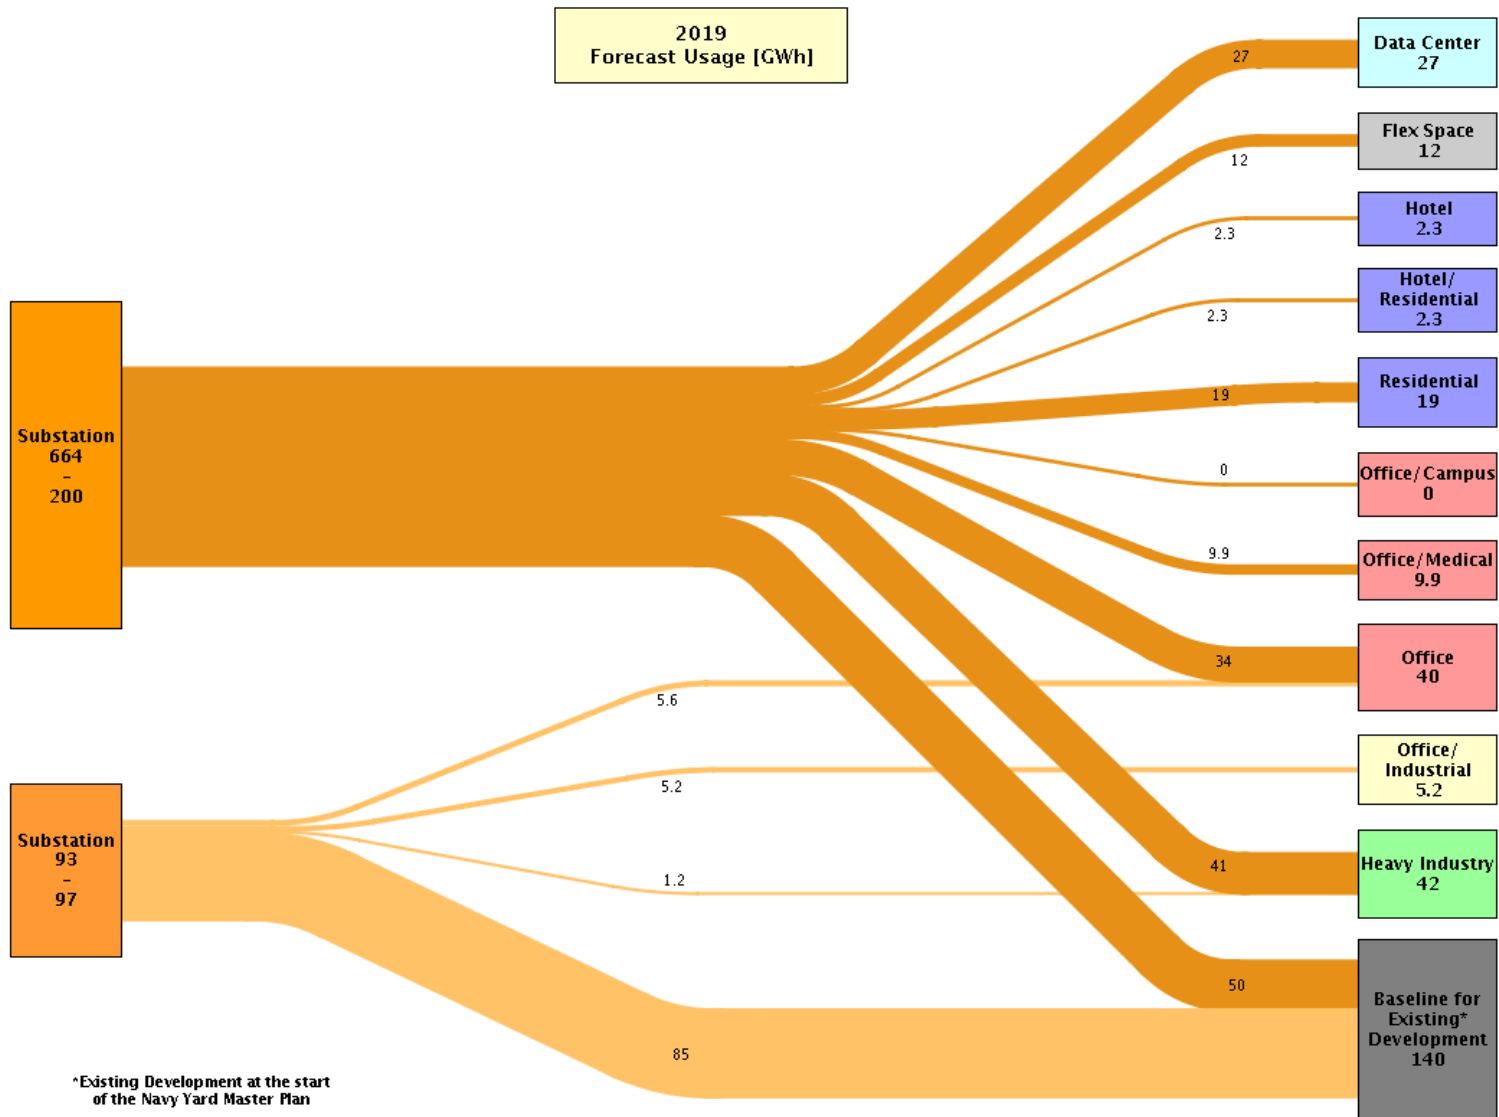 2019
Forecast Usage [GWh]
Data Center
27
27
Flex Space
12
12
Hotel
2.3
2.3
Hotel/
Residential
2.3
2.3
Residential
19
19
Substation
664
–
200
Office/Campus
0
0
Office/Medical
9.9
9.9
Office
40
34
5.6
Office/
Industrial
5.2
5.2
Substation
93
–
97
Heavy Industry
42
41
1.2
Baseline for
Existing*
Development
140
50
85
*Existing Development at the start
of the Navy Yard Master Plan